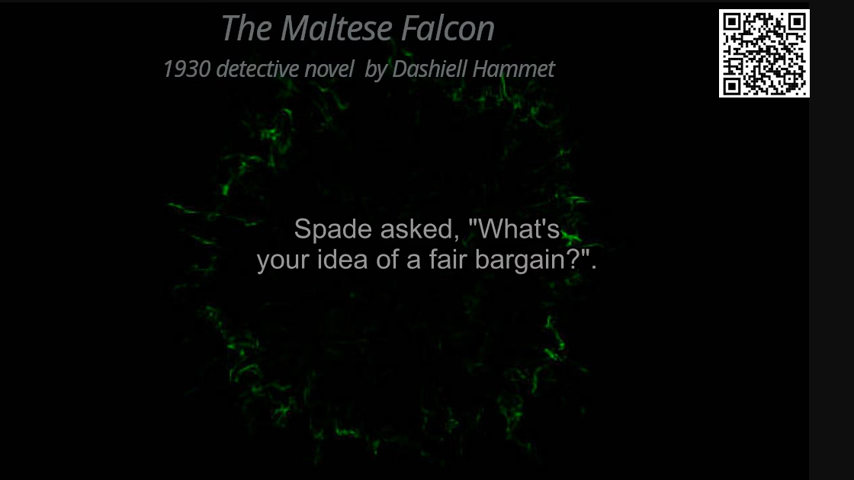 The Maltese Falcon
1930 detective novel  by Dashiell Hammet
Spade asked, "What's
your idea of a fair bargain?".